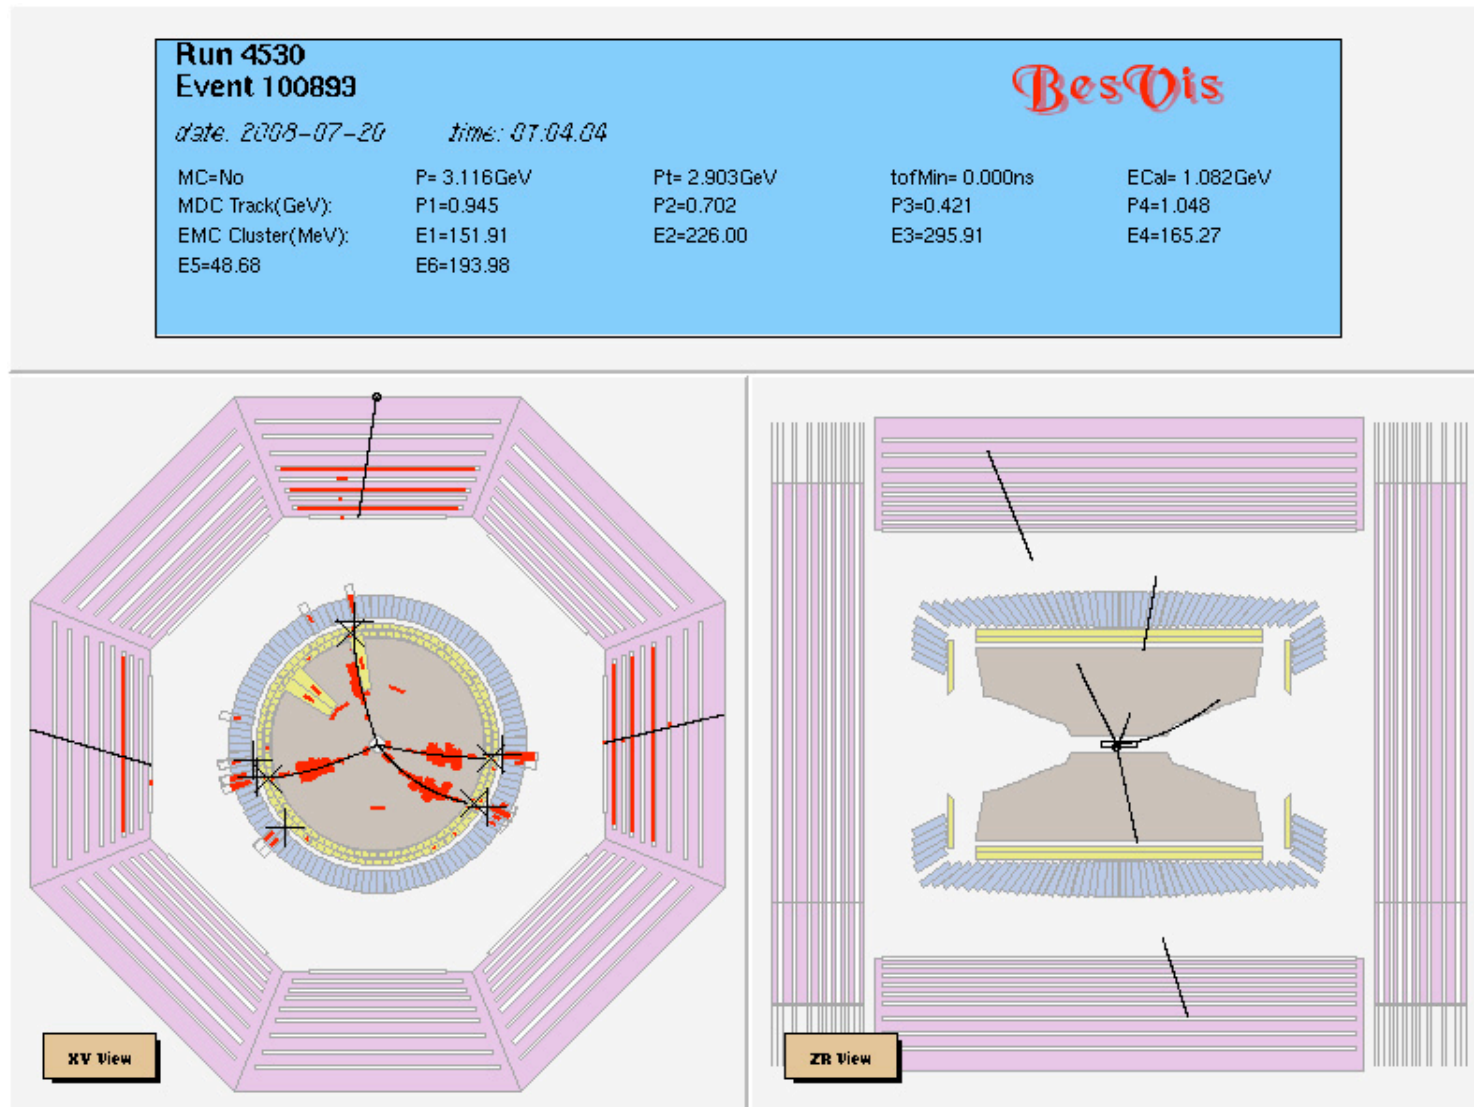 Run 4530
Event 100893
BesVis
date: 2008-07-20 time: 01:04:04
MC=No P= 3.116GeV Pt= 2.903GeV tofMin= 0.000ns ECal= 1.082GeV
MDC Track(GeV): P1=0.945 P2=0.702 P3=0.421 P4=1.048
EMC Cluster(MeV): E1=151.91 E2=226.00 E3=295.91 E4=165.27
E5=48.68 E6=193.98
XY View
ZR View